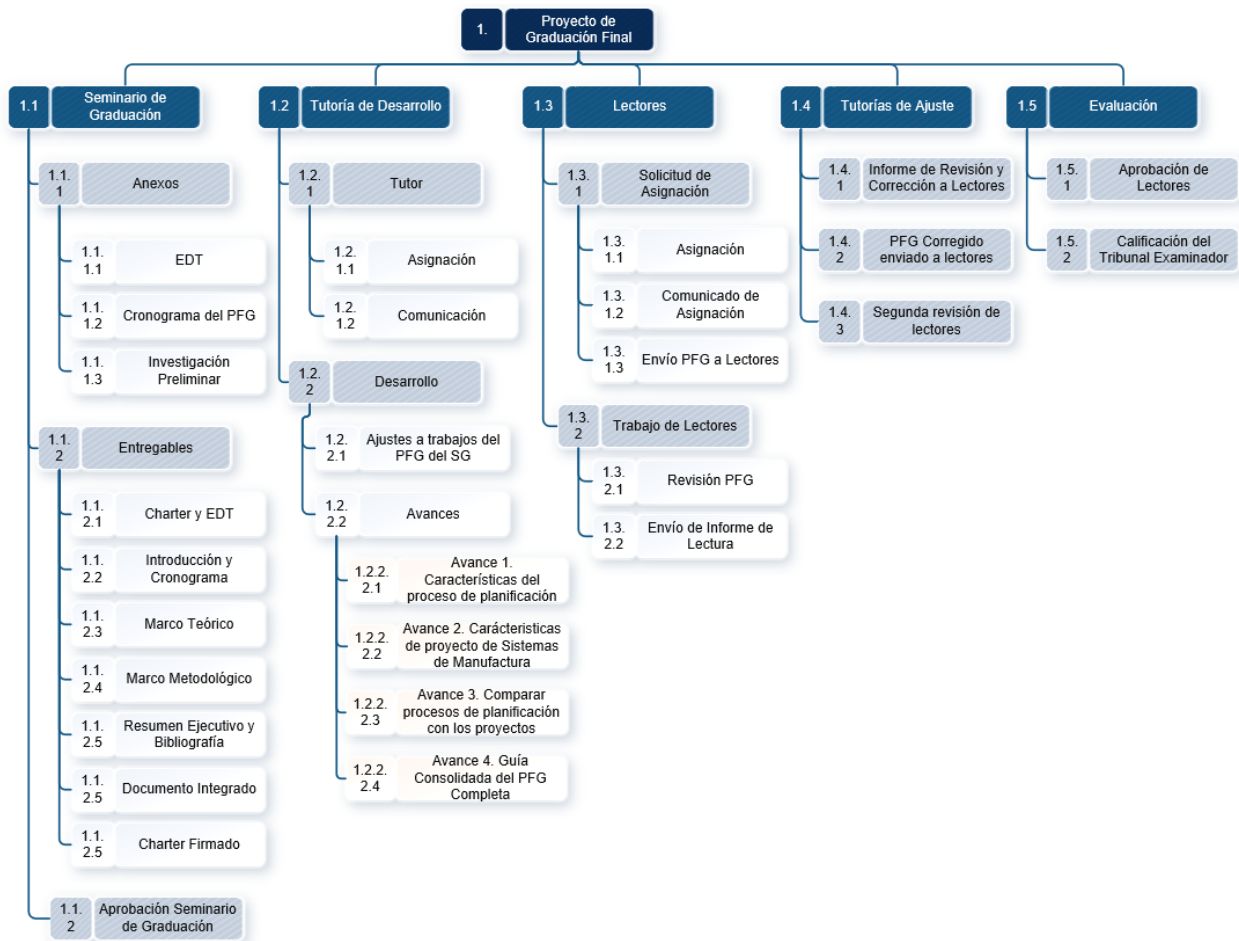 1.
Proyecto de
Graduación Final
1.1
Seminario de
Graduación
1.1.
1
Anexos
1.1.
1.1
EDT
1.1.
1.2
Cronograma del PFG
1.1.
1.3
Investigación
Preliminar
1.1.
2
Entregables
1.1.
2.1
Charter y EDT
1.1.
2.2
Introducción y
Cronograma
1.1.
2.3
Marco Teórico
1.1.
2.4
Marco Metodológico
1.1.
2.5
Resumen Ejecutivo y
Bibliografía
1.1.
2.5
Documento Integrado
1.1.
2.5
Charter Firmado
1.1.
2
Aprobación Seminario
de Graduación
1.2
Tutoría de Desarrollo
1.2.
1
Tutor
1.2.
1.1
Asignación
1.2.
1.2
Comunicación
1.2.
2
Desarrollo
1.2.
2.1
Ajustes a trabajos del
PFG del SG
1.2.
2.2
Avances
1.2.2.
2.1
Avance 1.
Características del
proceso de planificación
1.2.2.
2.2
Avance 2. Carácteristicas
de proyecto de Sistemas
de Manufactura
1.2.2.
2.3
Avance 3. Comparar
procesos de planificación
con los proyectos
1.2.2.
2.4
Avance 4. Guía
Consolidada del PFG
Completa
1.3
Lectores
1.3.
1
Solicitud de
Asignación
1.3.
1.1
Asignación
1.3.
1.2
Comunicado de
Asignación
1.3.
1.3
Envío PFG a Lectores
1.3.
2
Trabajo de Lectores
1.3.
2.1
Revisión PFG
1.3.
2.2
Envío de Informe de
Lectura
1.4
Tutorías de Ajuste
1.4.
1
Informe de Revisión y
Corrección a Lectores
1.4.
2
PFG Corregido
enviado a lectores
1.4.
3
Segunda revisión de
lectores
1.5
Evaluación
1.5.
1
Aprobación de
Lectores
1.5.
2
Calificación del
Tribunal Examinador